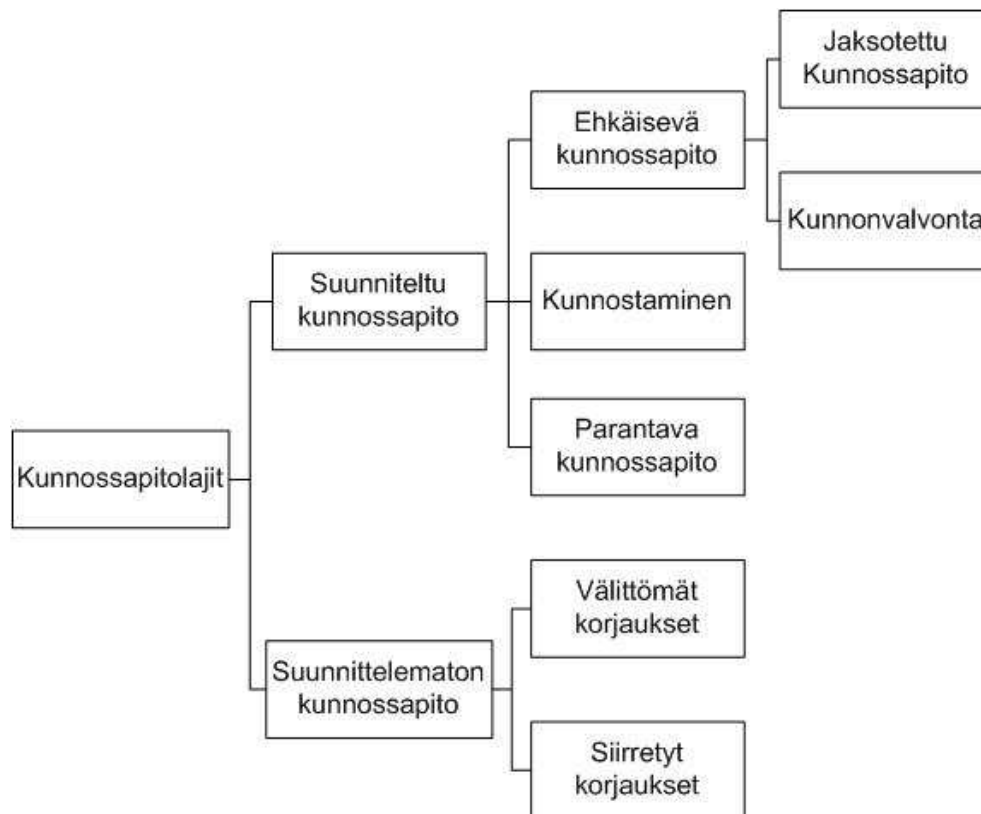 Jaksotettu
Kunnossapito
Ehkäisevä
kunnossapito
Kunnonvalvonta
Suunniteltu
kunnossapito
Kunnostaminen
Parantava
kunnossapito
Kunnossapitolajit
Välittömät
korjaukset
Suunnittelematon
kunnossapito
Siirretyt
korjaukset